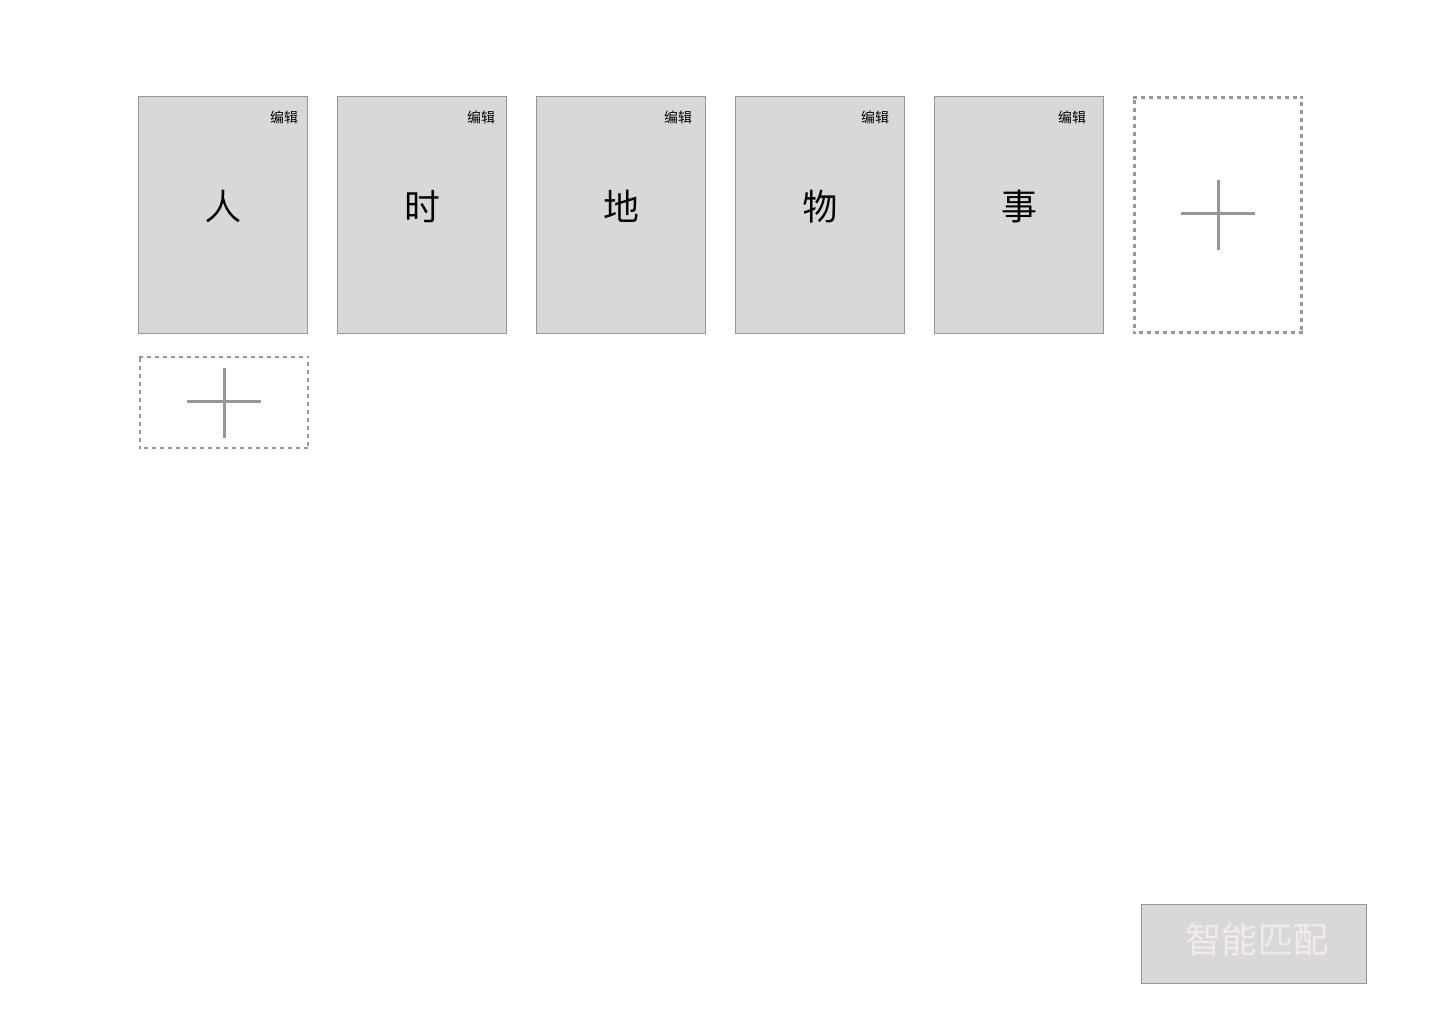 编辑 编辑 编辑 编辑 编辑
人 时 地 物 事
智能匹配